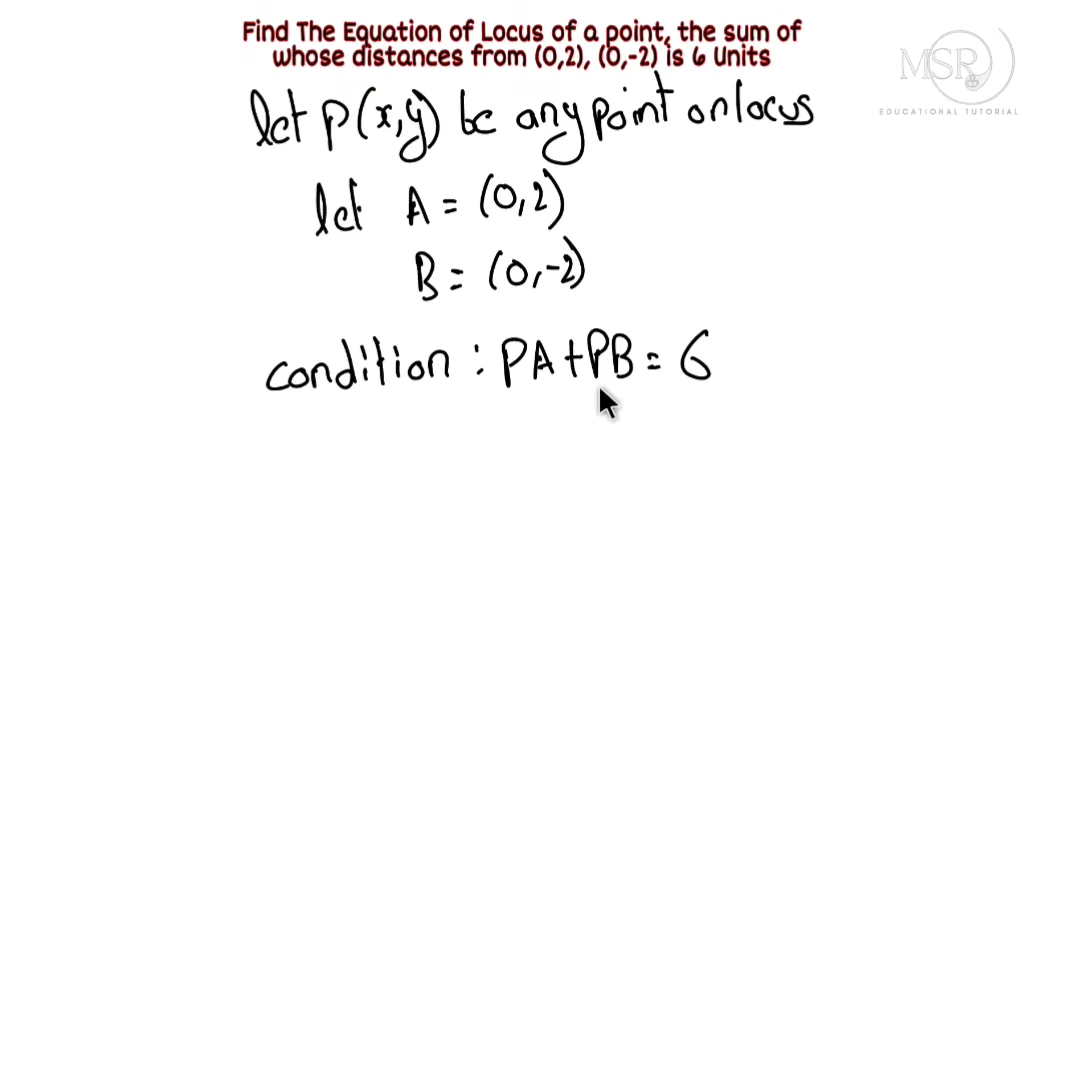 Find The Equation of Locus of a point, the sum of
whose distances from (0,2), (0,-2) is 6 Units
MSR
EDUCATIONAL TUTORIAL
let P(x,y) be any point on locus
let A = (0,2)
B = (0,-2)
condition : PA+PB = 6